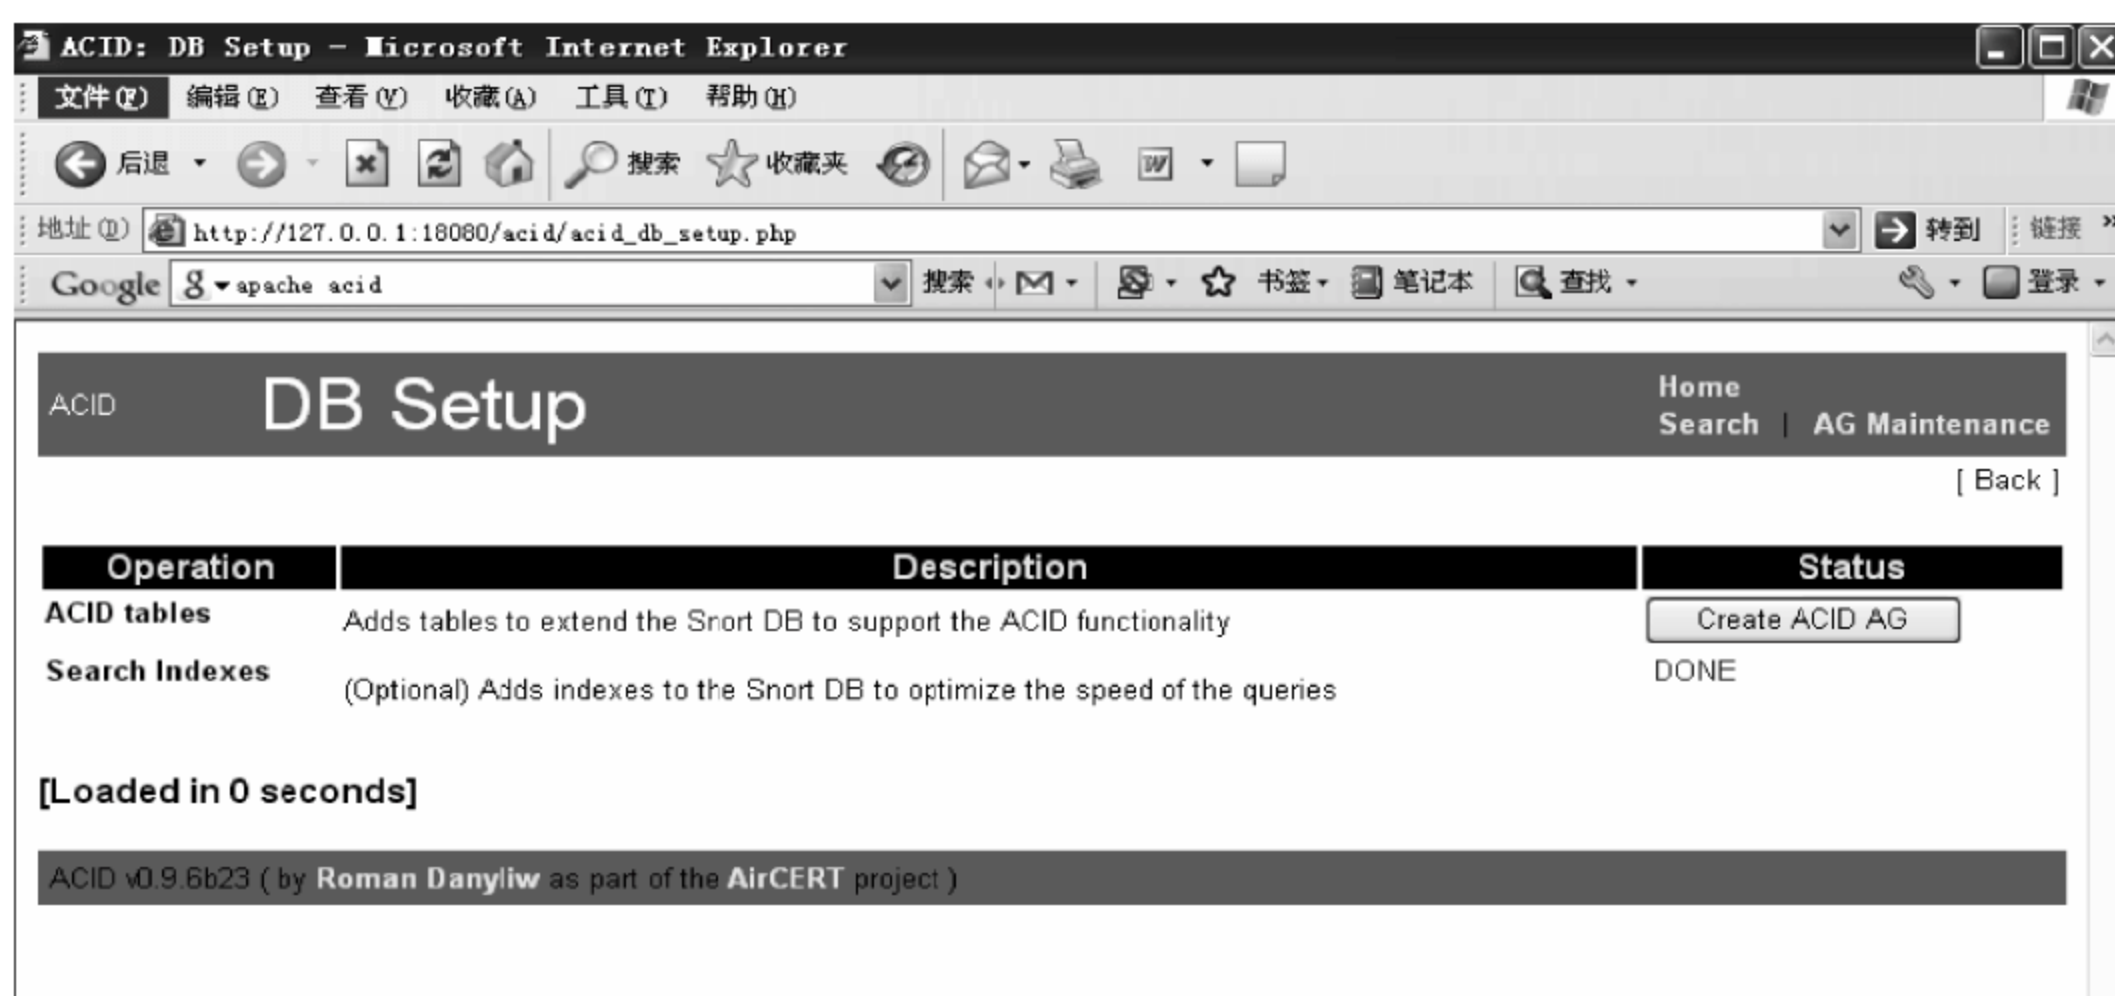 ACID: DB Setup - Microsoft Internet Explorer
文件(F) 编辑(E) 查看(V) 收藏(A) 工具(T) 帮助(H)
后退 搜索 收藏夹
地址(D) http://127.0.0.1:18080/acid/acid_db_setup.php 转到 链接 »
Google g apache acid 搜索 书签 笔记本 查找 登录
ACID DB Setup Home
Search | AG Maintenance
[ Back ]
Operation Description Status
ACID tables Adds tables to extend the Snort DB to support the ACID functionality Create ACID AG
Search Indexes (Optional) Adds indexes to the Snort DB to optimize the speed of the queries DONE
[Loaded in 0 seconds]
ACID v0.9.6b23 ( by Roman Danyliw as part of the AirCERT project )